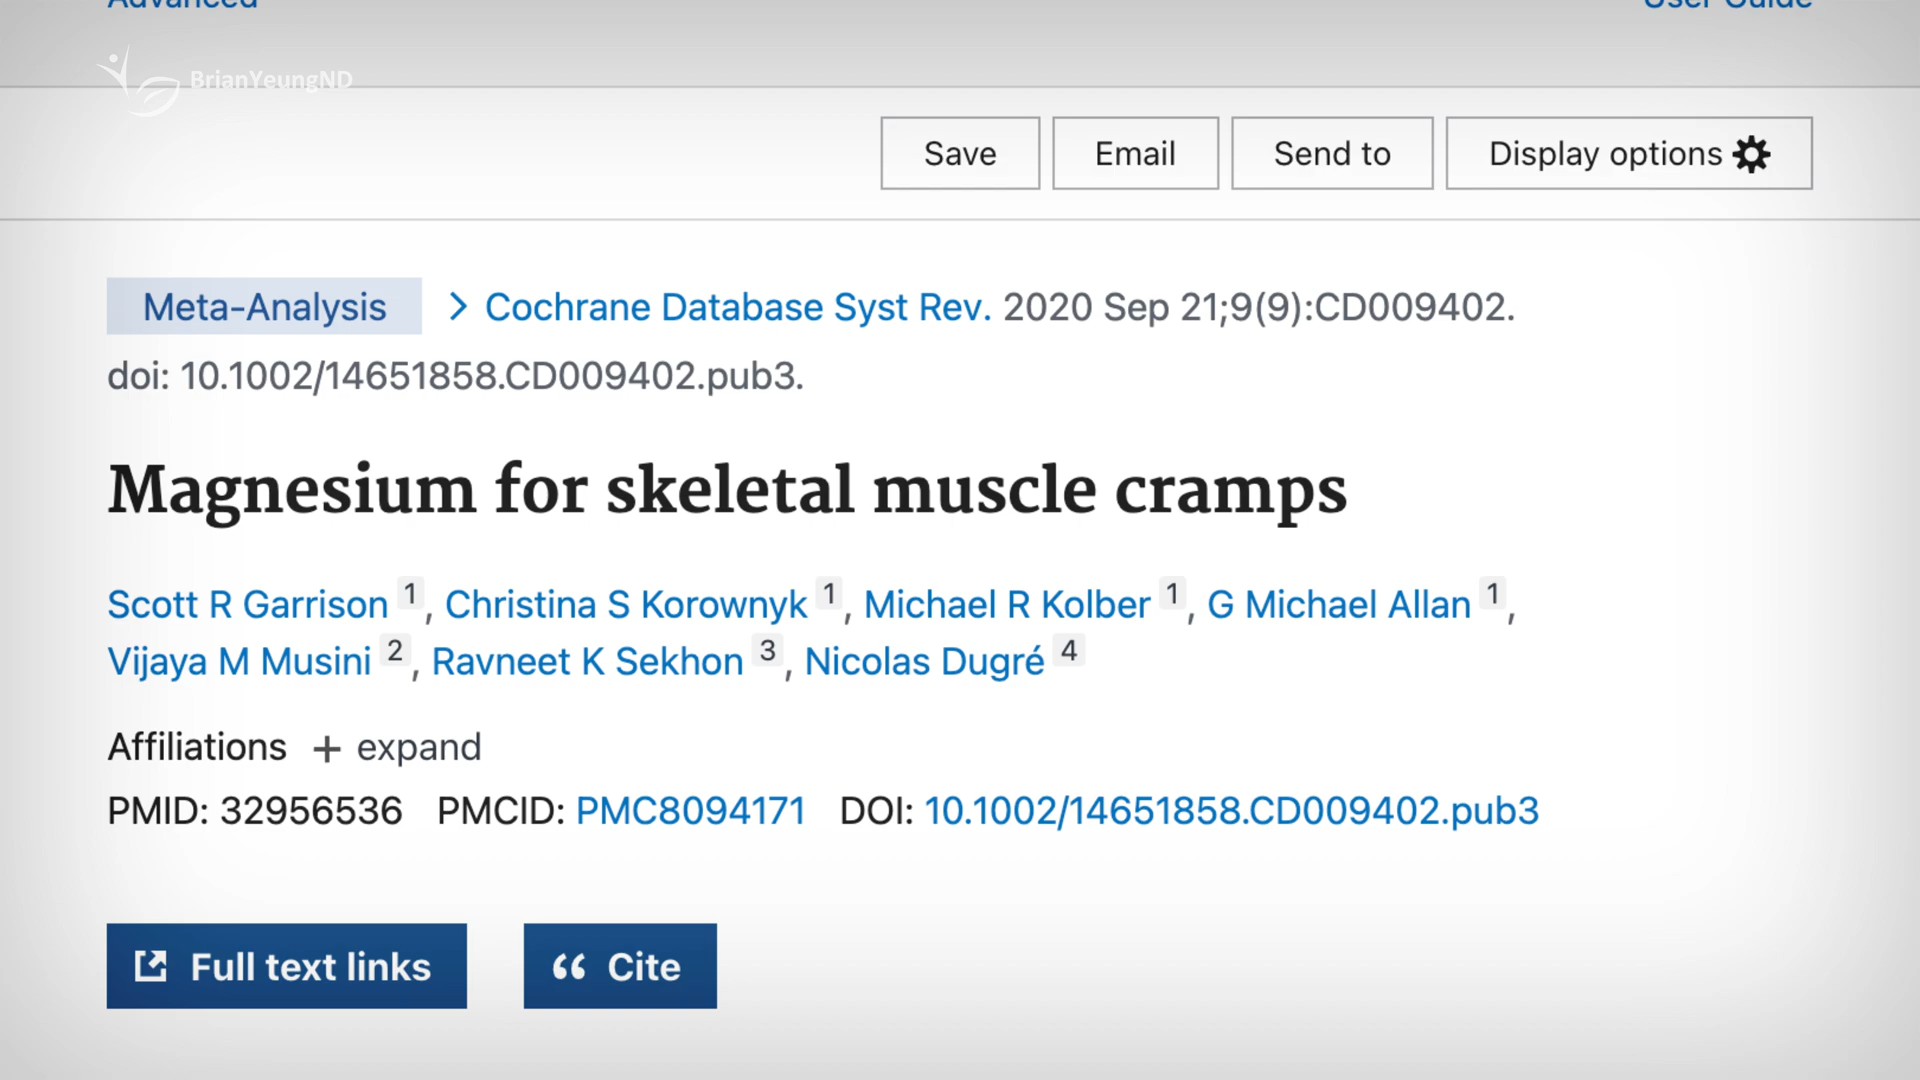 Advanced
User Guide
BrianYeungND
Save
Email
Send to
Display options
Meta-Analysis > Cochrane Database Syst Rev. 2020 Sep 21;9(9):CD009402.
doi: 10.1002/14651858.CD009402.pub3.
Magnesium for skeletal muscle cramps
Scott R Garrison 1, Christina S Korownyk 1, Michael R Kolber 1, G Michael Allan 1,
Vijaya M Musini 2, Ravneet K Sekhon 3, Nicolas Dugré 4
Affiliations + expand
PMID: 32956536 PMCID: PMC8094171 DOI: 10.1002/14651858.CD009402.pub3
Full text links
Cite